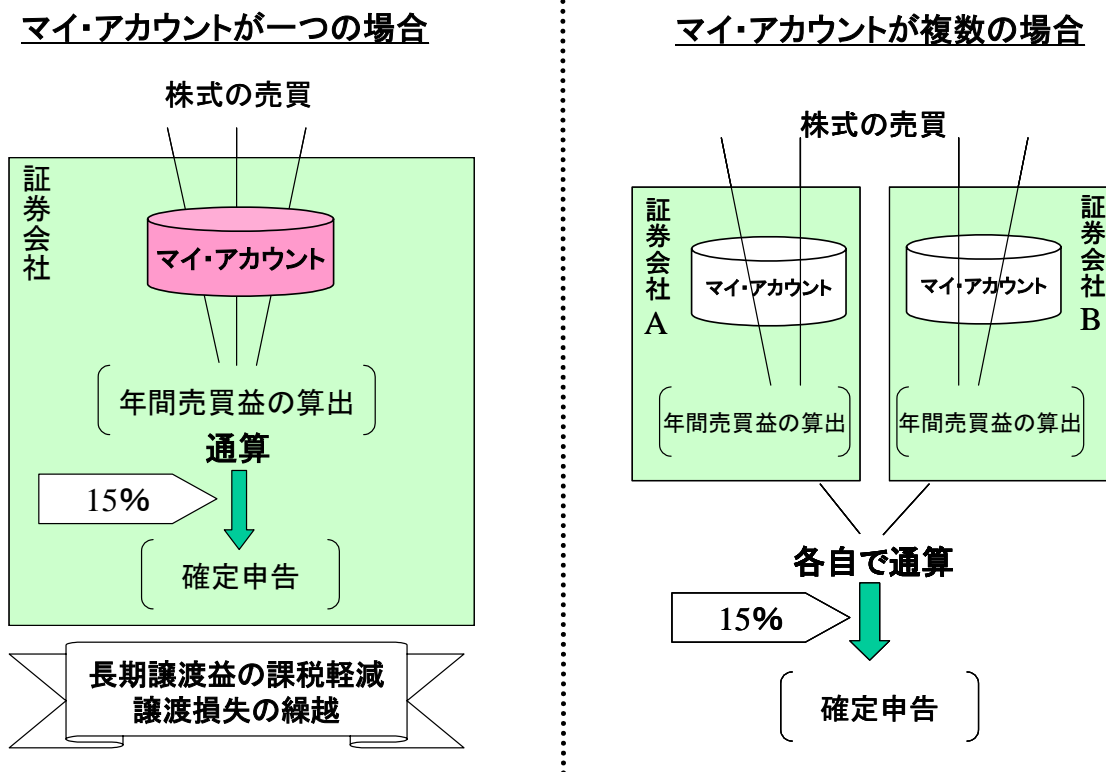 マイ・アカウントが一つの場合
株式の売買
証券会社
マイ・アカウント
年間売買益の算出
通算
15%
確定申告
長期譲渡益の課税軽減
譲渡損失の繰越
マイ・アカウントが複数の場合
株式の売買
証券会社A
マイ・アカウント
年間売買益の算出
証券会社B
マイ・アカウント
年間売買益の算出
各自で通算
15%
確定申告